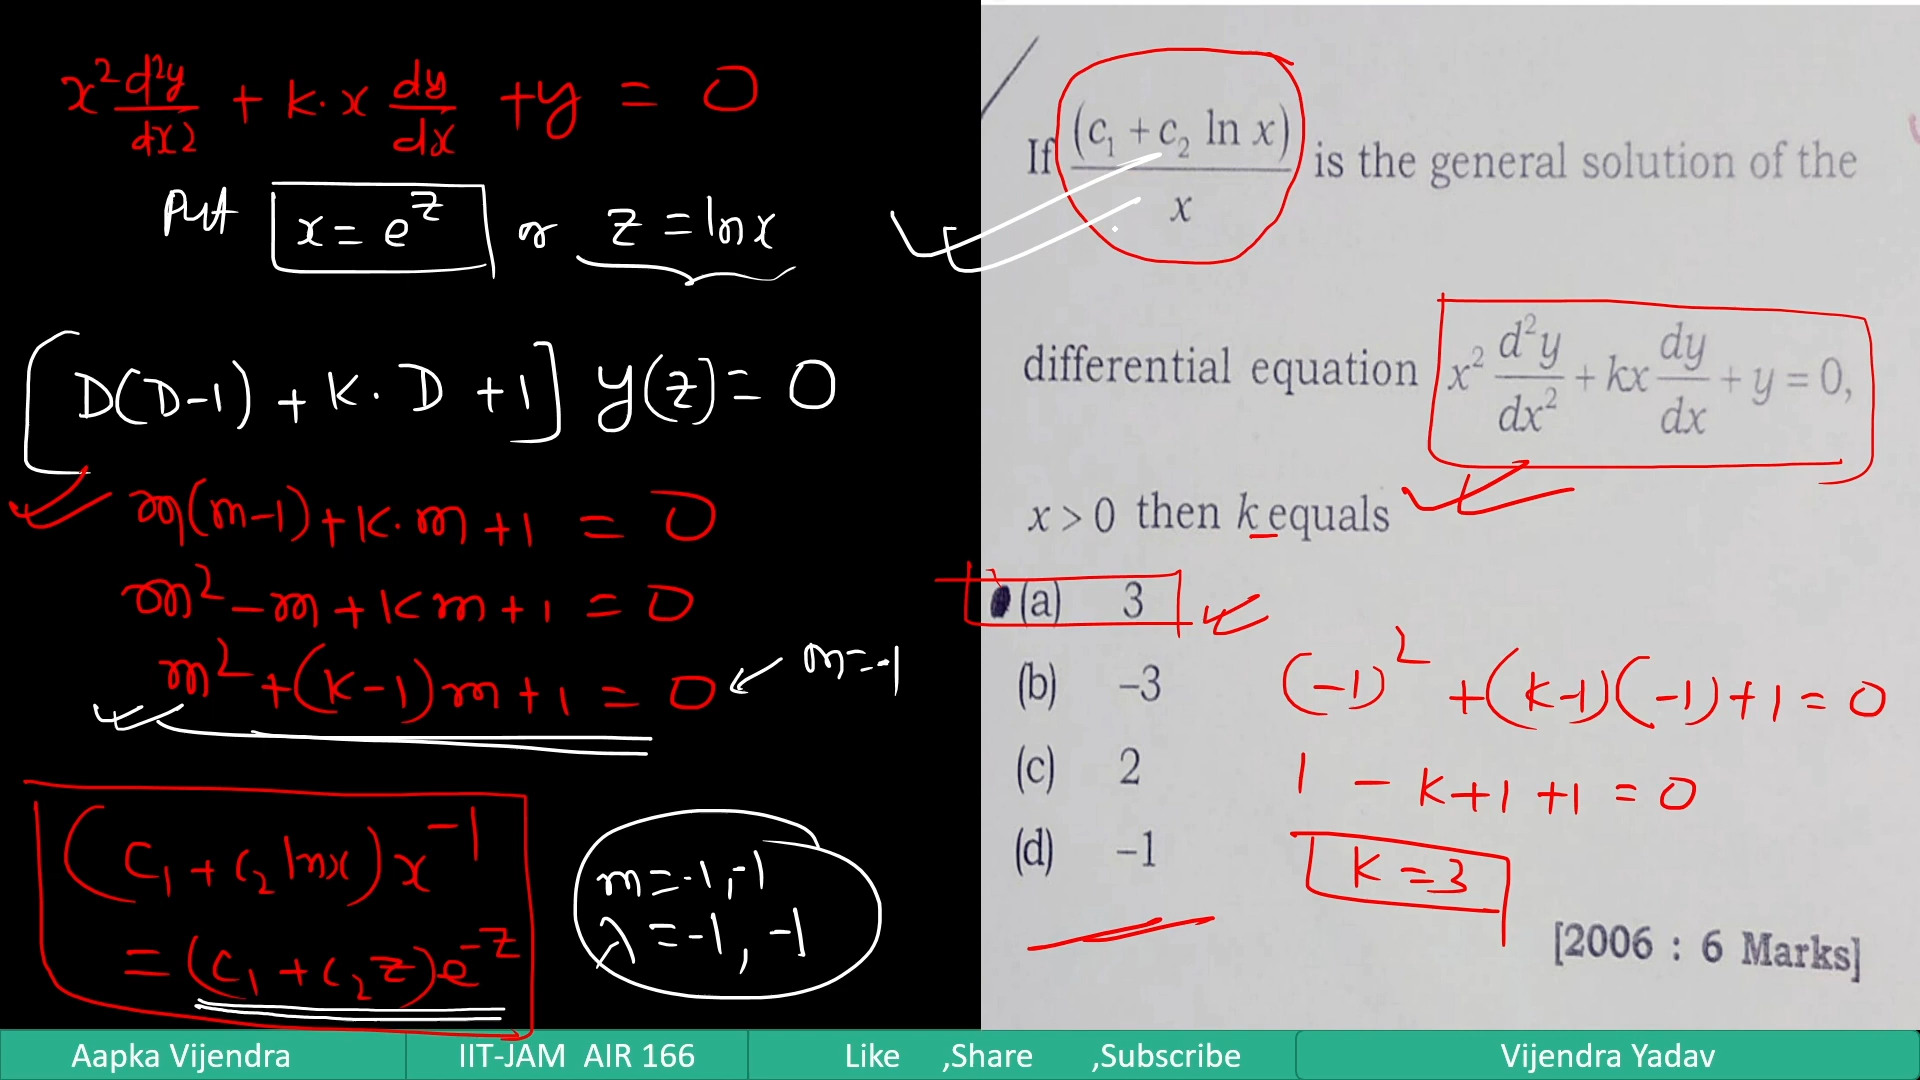 x² d²y/dx² + k·x dy/dx + y = 0
Put x = e^z or z = lnx
[D(D-1) + K·D + 1] y(z) = 0
m(m-1) + k·m + 1 = 0
m² - m + km + 1 = 0
m² + (k-1)m + 1 = 0 ← m=-1
(c₁ + c₂ lnx) x⁻¹
= (c₁ + c₂z) e^-z
m = -1, -1
λ = -1, -1
If (c₁ + c₂ ln x)/x is the general solution of the
differential equation x² d²y/dx² + kx dy/dx + y = 0,
x > 0 then k equals
(a) 3
(b) –3
(c) 2
(d) –1
(-1)² + (k-1)(-1) + 1 = 0
1 - k + 1 + 1 = 0
K = 3
[2006 : 6 Marks]
Aapka Vijendra IIT-JAM AIR 166 Like ,Share ,Subscribe Vijendra Yadav